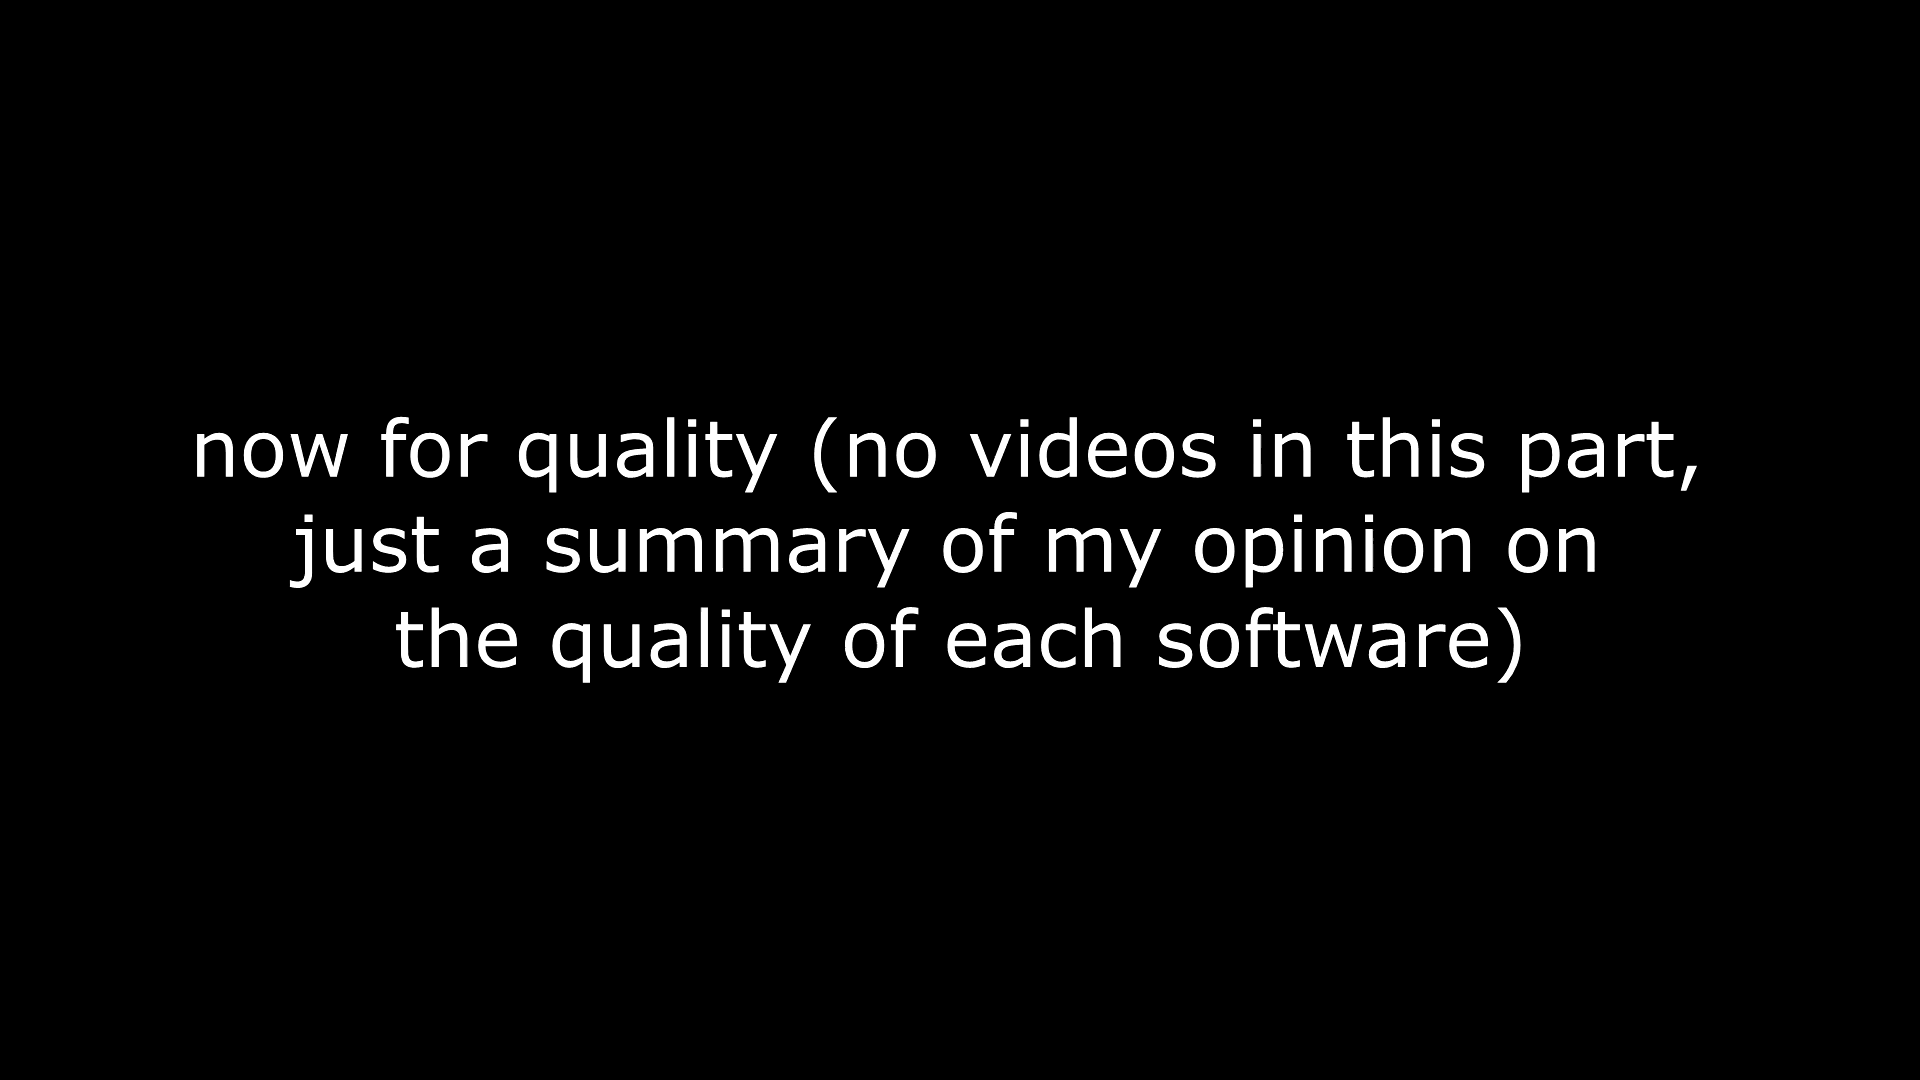 now for quality (no videos in this part,
just a summary of my opinion on
the quality of each software)